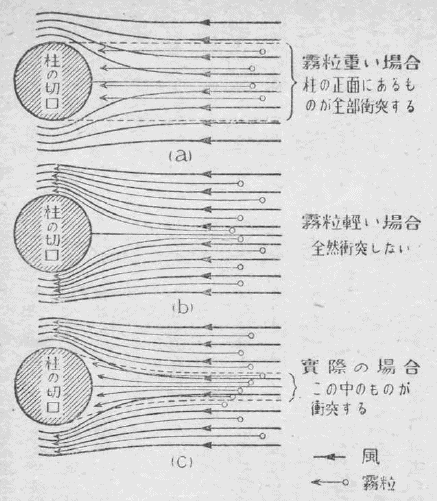 柱の切口
霧粒重い場合
柱の正面にあるも
のが全部衝突する
(a)
柱の切口
霧粒輕い場合
全然衝突しない
(b)
柱の切口
實際の場合
この中のものが
衝突する
(C)
風
霧粒